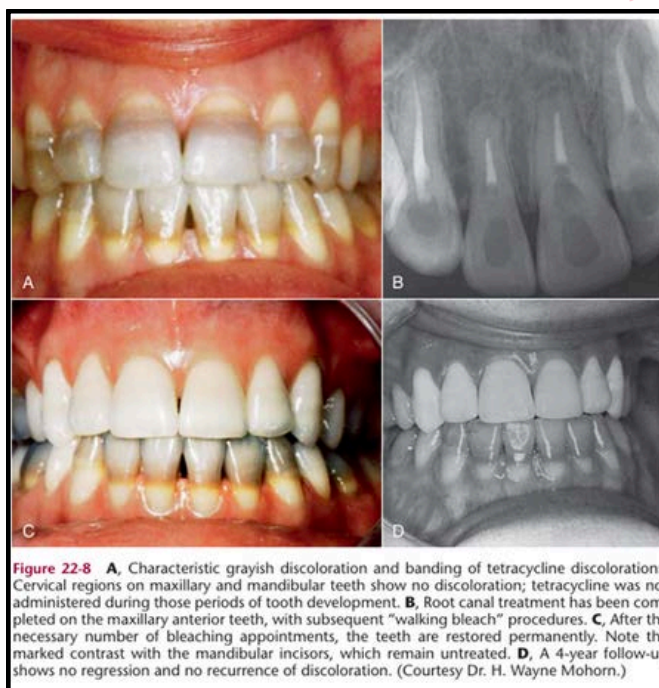 A
B
C
D
Figure 22-8 A, Characteristic grayish discoloration and banding of tetracycline discoloration
Cervical regions on maxillary and mandibular teeth show no discoloration; tetracycline was no
administered during those periods of tooth development. B, Root canal treatment has been com
pleted on the maxillary anterior teeth, with subsequent "walking bleach" procedures. C, After th
necessary number of bleaching appointments, the teeth are restored permanently. Note th
marked contrast with the mandibular incisors, which remain untreated. D, A 4-year follow-u
shows no regression and no recurrence of discoloration. (Courtesy Dr. H. Wayne Mohorn.)